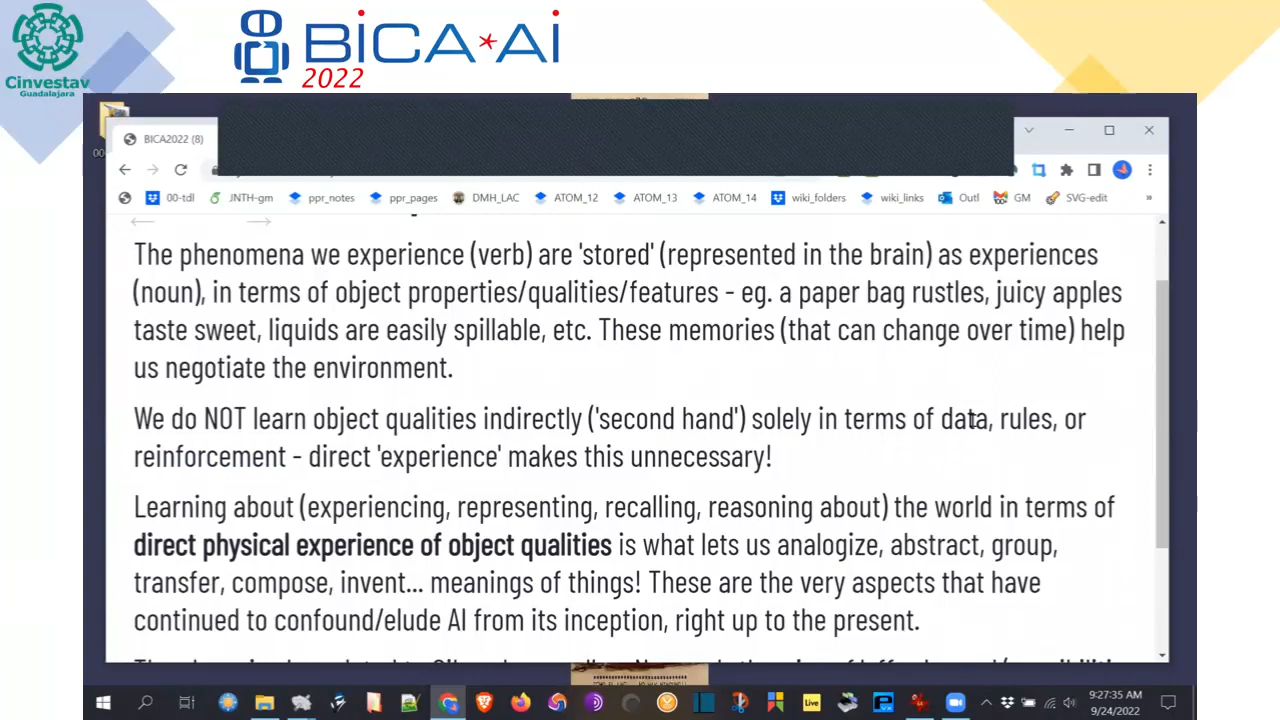 Cinvestav
Guadalajara
BiCA*Ai
2022
BICA2022 (8)
00-tdl JNTH-gm ppr_notes ppr_pages DMH_LAC ATOM_12 ATOM_13 ATOM_14 wiki_folders wiki_links Outl GM SVG-edit »
The phenomena we experience (verb) are 'stored' (represented in the brain) as experiences
(noun), in terms of object properties/qualities/features - eg. a paper bag rustles, juicy apples
taste sweet, liquids are easily spillable, etc. These memories (that can change over time) help
us negotiate the environment.
We do NOT learn object qualities indirectly ('second hand') solely in terms of data, rules, or
reinforcement - direct 'experience' makes this unnecessary!
Learning about (experiencing, representing, recalling, reasoning about) the world in terms of
direct physical experience of object qualities is what lets us analogize, abstract, group,
transfer, compose, invent... meanings of things! These are the very aspects that have
continued to confound/elude AI from its inception, right up to the present.
Live
9:27:35 AM
9/24/2022